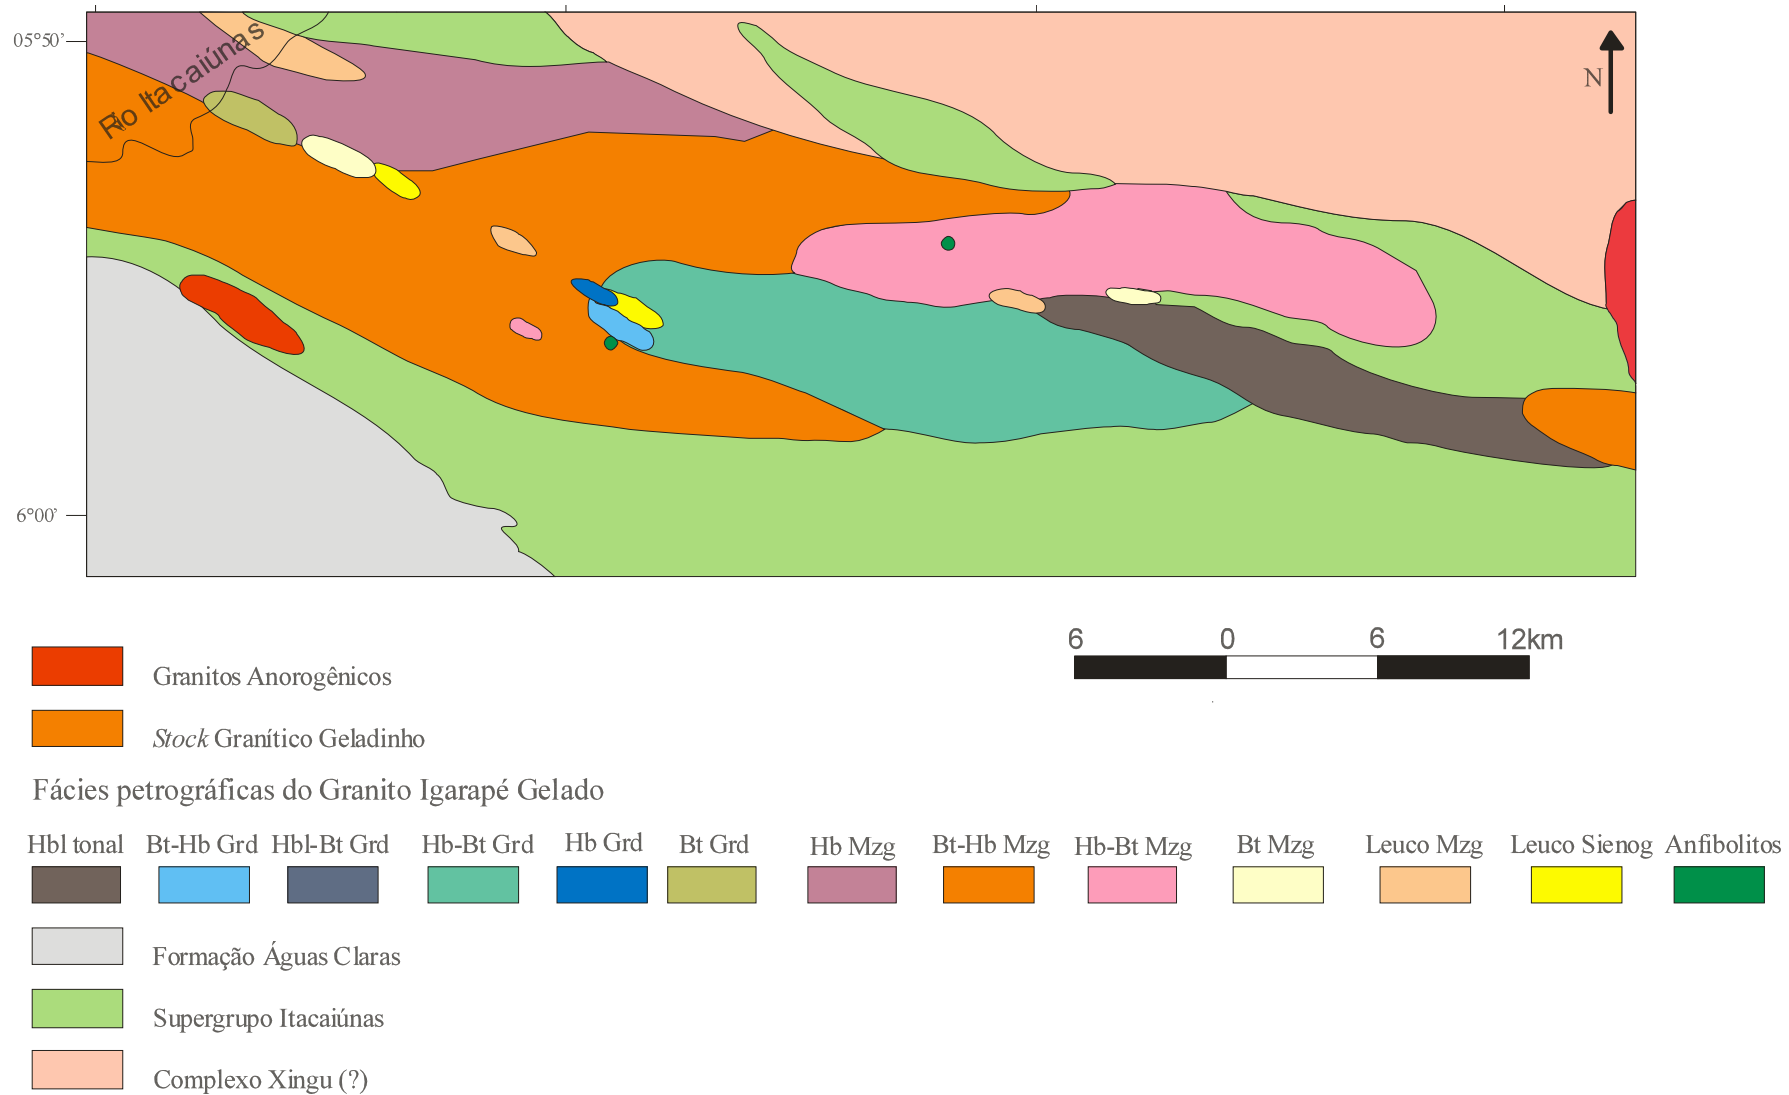 05°50'
Rio Itacaiúnas
N
6°00'
6 0 6 12km
Granitos Anorogênicos
Stock Granítico Geladinho
Fácies petrográficas do Granito Igarapé Gelado
Hbl tonal Bt-Hb Grd Hbl-Bt Grd Hb-Bt Grd Hb Grd Bt Grd Hb Mzg Bt-Hb Mzg Hb-Bt Mzg Bt Mzg Leuco Mzg Leuco Sienog Anfibolitos
Formação Águas Claras
Supergrupo Itacaiúnas
Complexo Xingu (?)